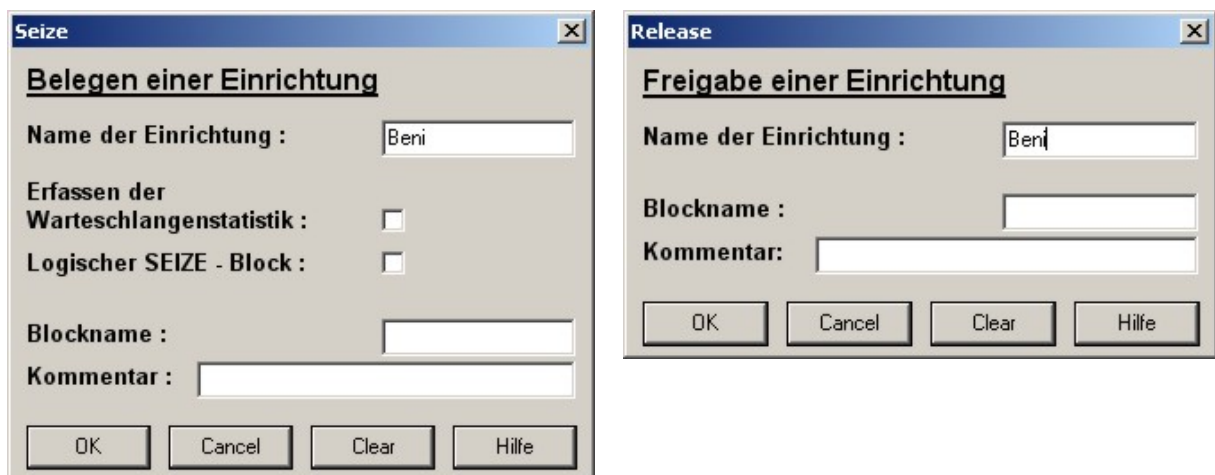 Seize
Belegen einer Einrichtung
Name der Einrichtung : Beni
Erfassen der
Warteschlangenstatistik :
Logischer SEIZE - Block :
Blockname :
Kommentar :
OK Cancel Clear Hilfe
Release
Freigabe einer Einrichtung
Name der Einrichtung : Beni
Blockname :
Kommentar:
OK Cancel Clear Hilfe